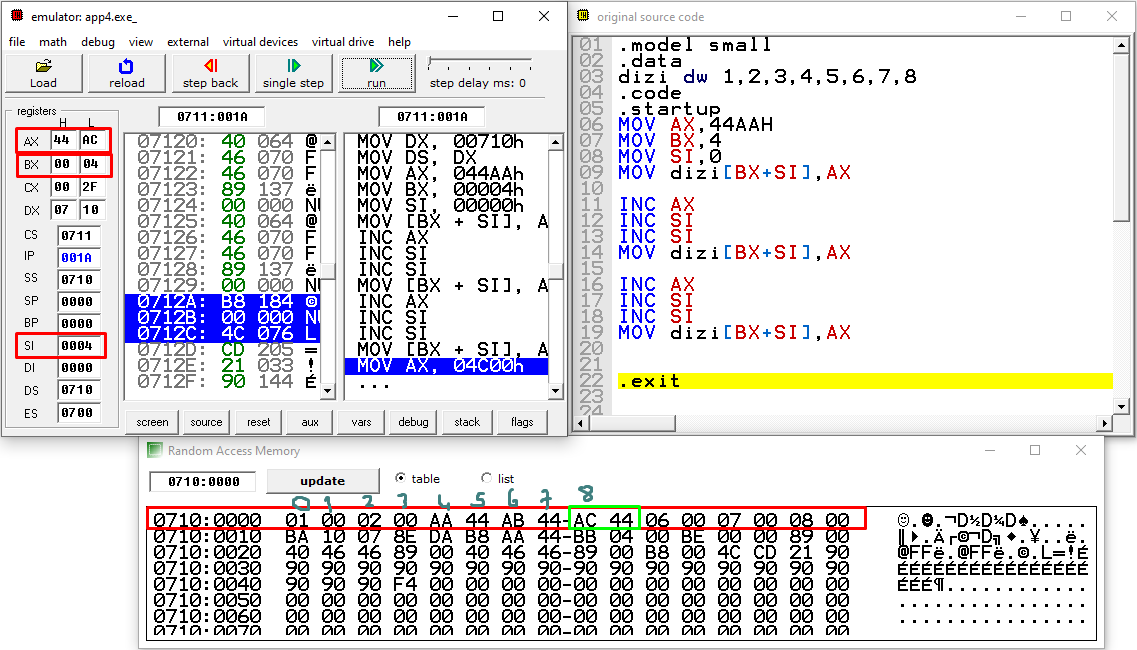 emulator: app4.exe_
file math debug view external virtual devices virtual drive help
Load reload step back single step run step delay ms: 0
registers
H L
0711:001A 0711:001A
AX 44 AC
BX 00 04
CX 00 2F
DX 07 10
CS 0711
IP 001A
SS 0710
SP 0000
BP 0000
SI 0004
DI 0000
DS 0710
ES 0700
07120: 40 064 @
07121: 46 070 F
07122: 46 070 F
07123: 89 137 ë
07124: 00 000 NU
07125: 40 064 @
07126: 46 070 F
07127: 46 070 F
07128: 89 137 ë
07129: 00 000 NU
0712A: B8 184 ©
0712B: 00 000 NU
0712C: 4C 076 L
0712D: CD 205 =
0712E: 21 033 !
0712F: 90 144 É
MOV DX, 00710h
MOV DS, DX
MOV AX, 044AAh
MOV BX, 00004h
MOV SI, 00000h
MOV [BX + SI], A
INC AX
INC SI
INC SI
MOV [BX + SI], A
INC AX
INC SI
INC SI
MOV [BX + SI], A
MOV AX, 04C00h
...
screen source reset aux vars debug stack flags
original source code
01 .model small
02 .data
03 dizi dw 1,2,3,4,5,6,7,8
04 .code
05 .startup
06 MOV AX,44AAH
07 MOV BX,4
08 MOV SI,0
09 MOV dizi[BX+SI],AX
10
11 INC AX
12 INC SI
13 INC SI
14 MOV dizi[BX+SI],AX
15
16 INC AX
17 INC SI
18 INC SI
19 MOV dizi[BX+SI],AX
20
21
22 .exit
23
24
Random Access Memory
0710:0000 update table list
0 1 2 3 4 5 6 7 8
0710:0000 01 00 02 00 AA 44 AB 44-AC 44 06 00 07 00 08 00
0710:0010 BA 10 07 8E DA B8 AA 44-BB 04 00 BE 00 00 89 00
0710:0020 40 46 46 89 00 40 46 46-89 00 B8 00 4C CD 21 90
0710:0030 90 90 90 90 90 90 90 90-90 90 90 90 90 90 90 90
0710:0040 90 90 90 F4 00 00 00 00-00 00 00 00 00 00 00 00
0710:0050 00 00 00 00 00 00 00 00-00 00 00 00 00 00 00 00
0710:0060 00 00 00 00 00 00 00 00-00 00 00 00 00 00 00 00
0710:0070 00 00 00 00 00 00 00 00-00 00 00 00 00 00 00 00
@FFë.@FFë.©.L=!É
ÉÉÉÉÉÉÉÉÉÉÉÉÉÉÉÉ
ÉÉÉ¶............
................
................